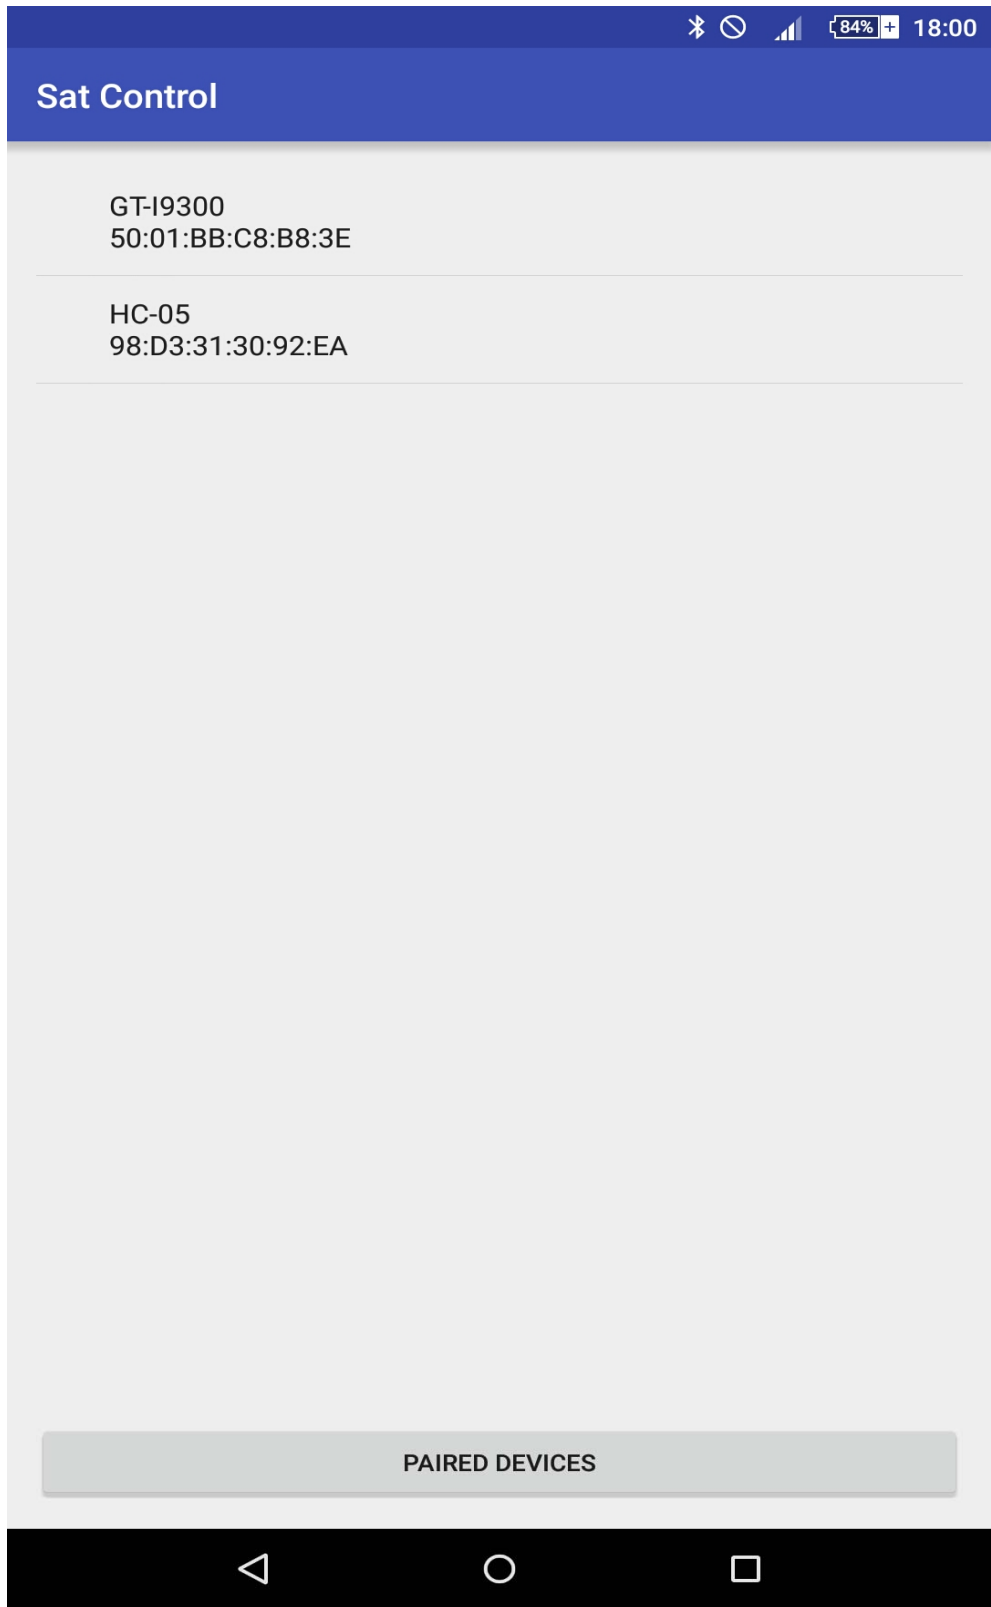 84% 18:00
Sat Control
GT-I9300
50:01:BB:C8:B8:3E
HC-05
98:D3:31:30:92:EA
PAIRED DEVICES